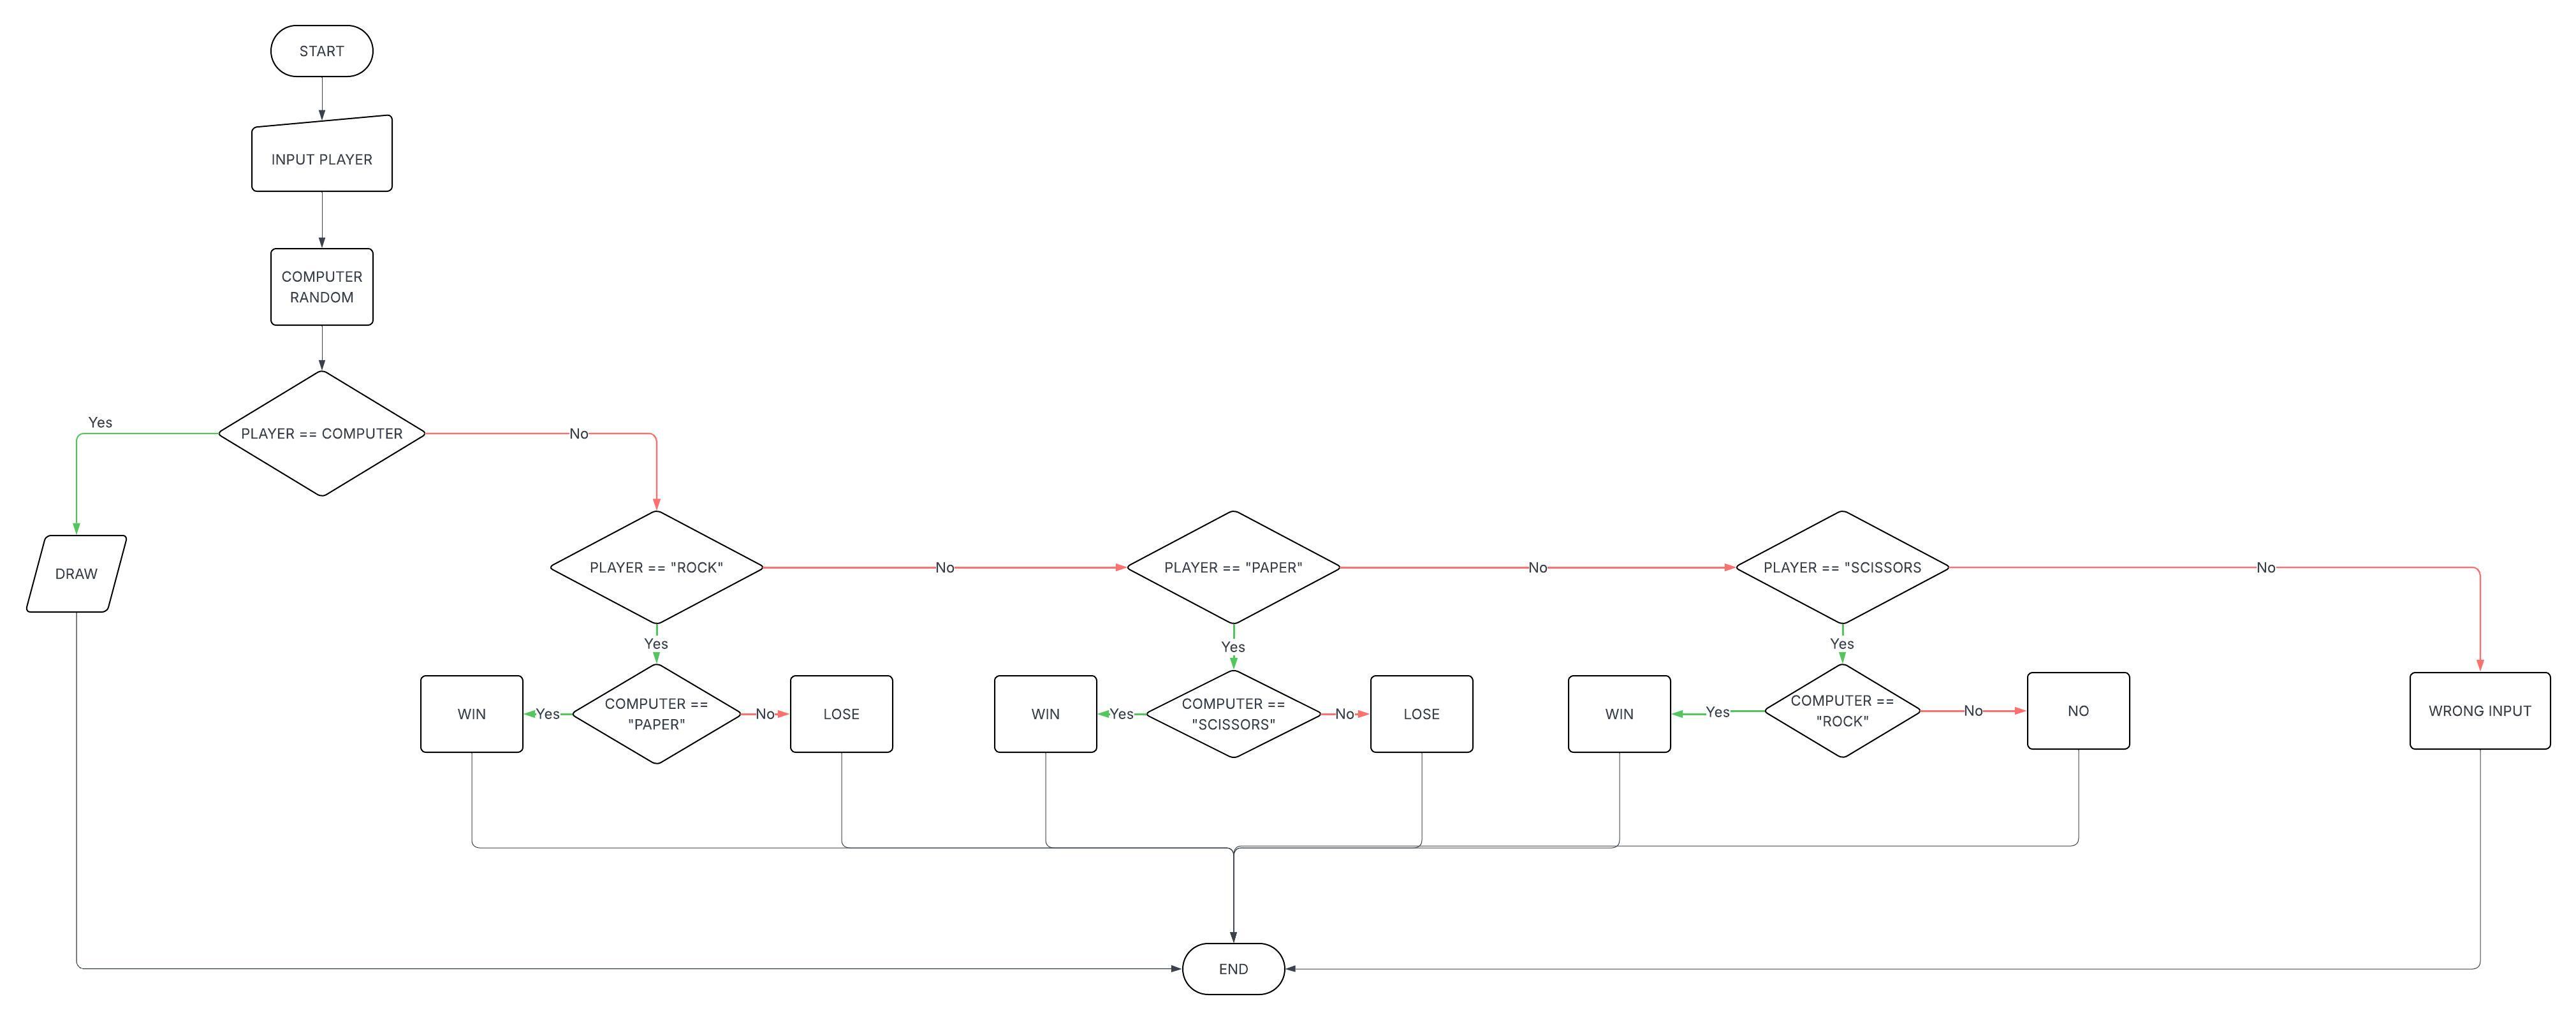 START
INPUT PLAYER
COMPUTER
RANDOM
Yes
PLAYER == COMPUTER
No
DRAW
PLAYER == "ROCK"
No
PLAYER == "PAPER"
No
PLAYER == "SCISSORS
No
Yes
Yes
Yes
WIN
Yes
COMPUTER ==
"PAPER"
No
LOSE
WIN
Yes
COMPUTER ==
"SCISSORS"
No
LOSE
WIN
Yes
COMPUTER ==
"ROCK"
No
NO
WRONG INPUT
END